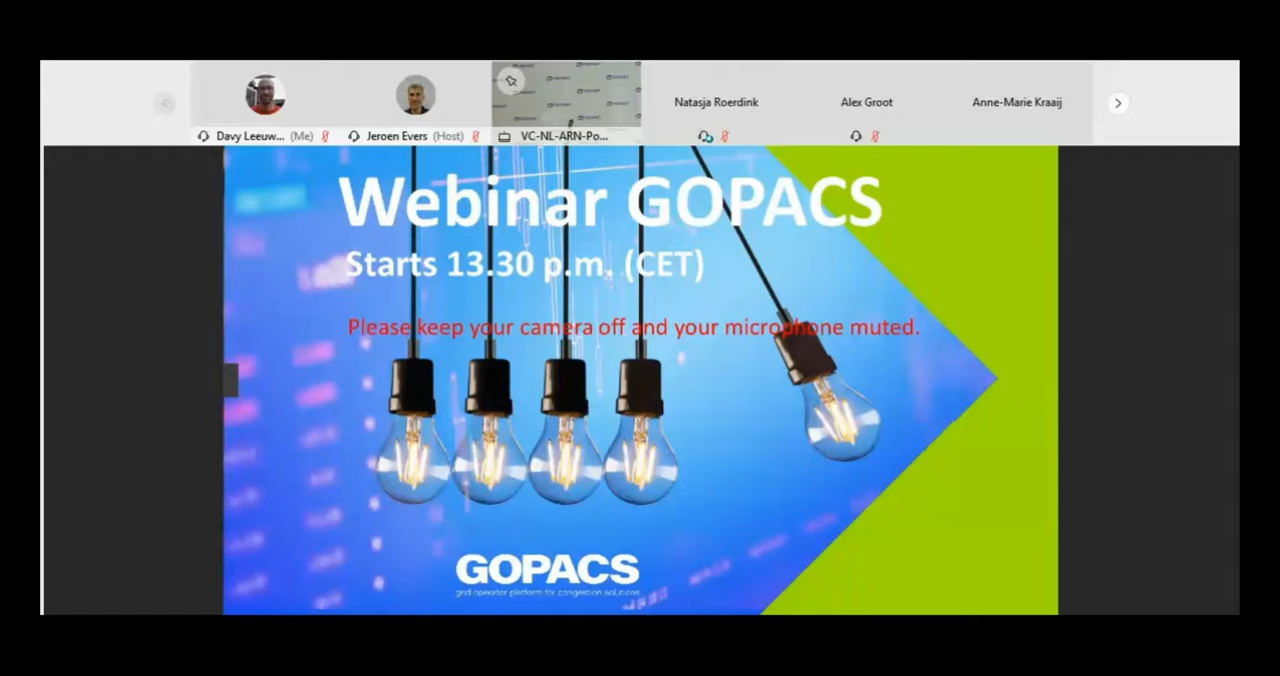 Natasja Roerdink
Alex Groot
Anne-Marie Kraaij
Davy Leeuw... (Me)
Jeroen Evers (Host)
VC-NL-ARN-Po...
Webinar GOPACS
Starts 13.30 p.m. (CET)
Please keep your camera off and your microphone muted.
GOPACS
grid operator platform for congestion solutions